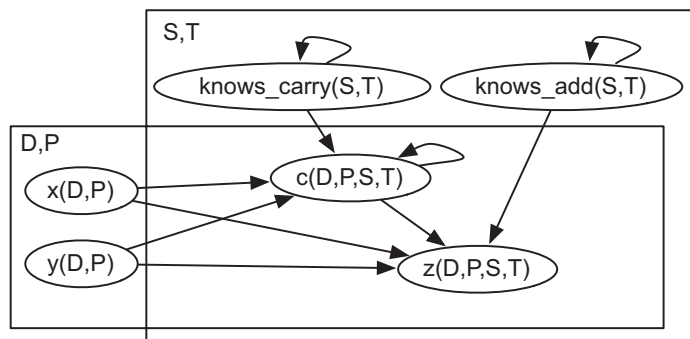 S,T
knows_carry(S,T)
knows_add(S,T)
D,P
x(D,P)
c(D,P,S,T)
y(D,P)
z(D,P,S,T)